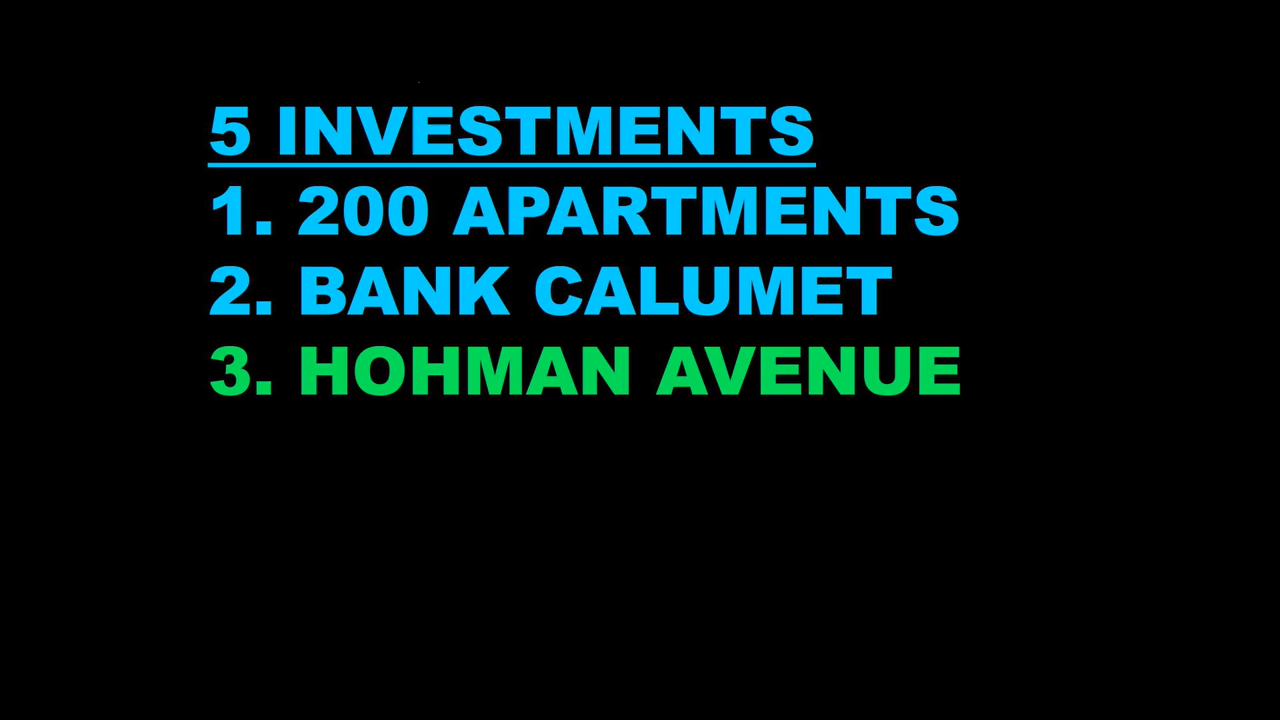 5 INVESTMENTS
1. 200 APARTMENTS
2. BANK CALUMET
3. HOHMAN AVENUE